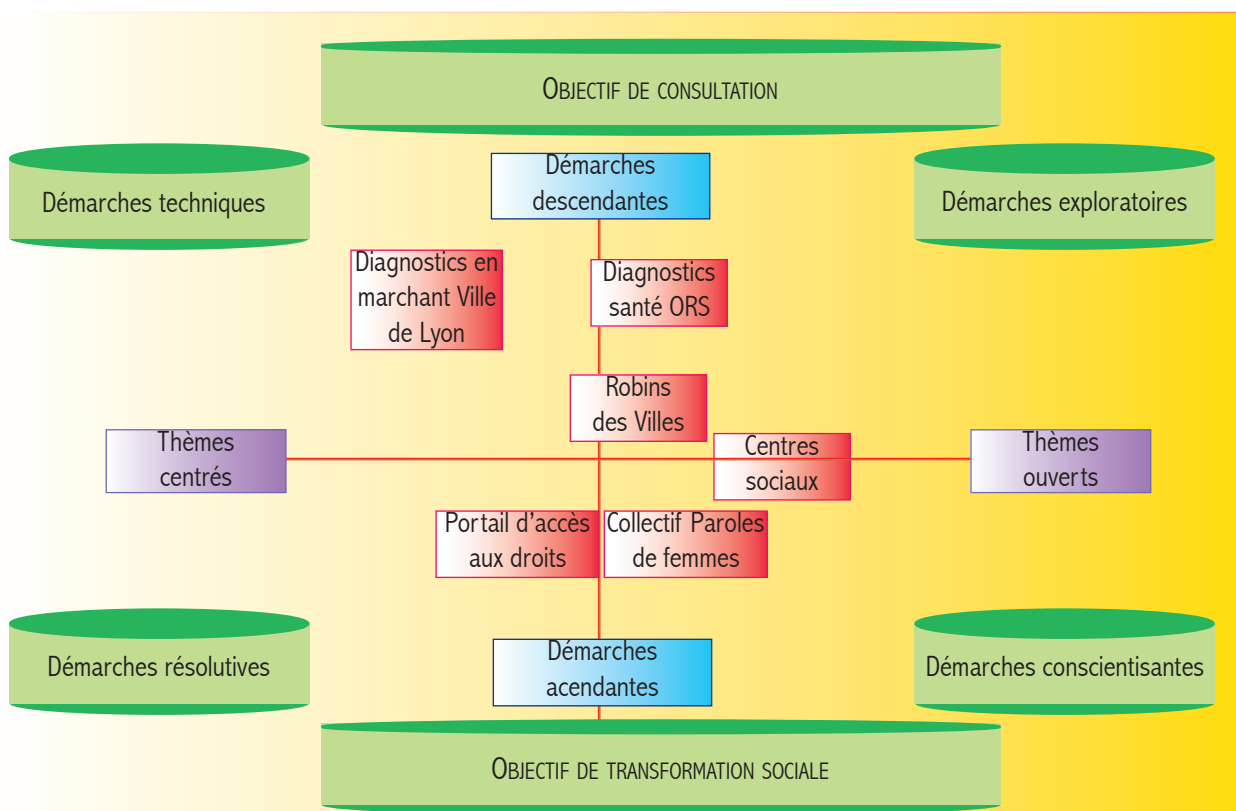 OBJECTIF DE CONSULTATION
Démarches techniques
Démarches
descendantes
Démarches exploratoires
Diagnostics en
marchant Ville
de Lyon
Diagnostics
santé ORS
Robins
des Villes
Thèmes
centrés
Centres
sociaux
Thèmes
ouverts
Portail d'accès
aux droits
Collectif Paroles
de femmes
Démarches résolutives
Démarches
acendantes
Démarches conscientisantes
OBJECTIF DE TRANSFORMATION SOCIALE